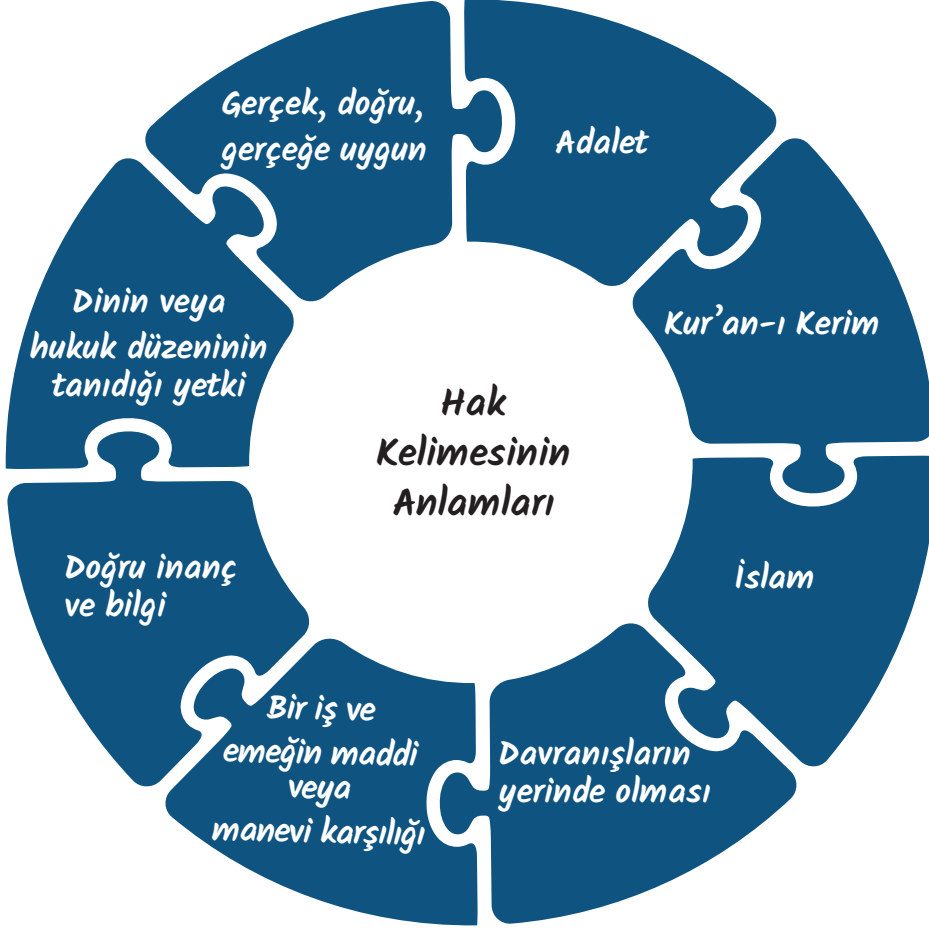 Hak
Kelimesinin
Anlamları
Adalet
Kur’an-ı Kerim
İslam
Davranışların
yerinde olması
Bir iş ve
emeğin maddi
veya
manevi karşılığı
Doğru inanç
ve bilgi
Dinin veya
hukuk düzeninin
tanıdığı yetki
Gerçek, doğru,
gerçeğe uygun